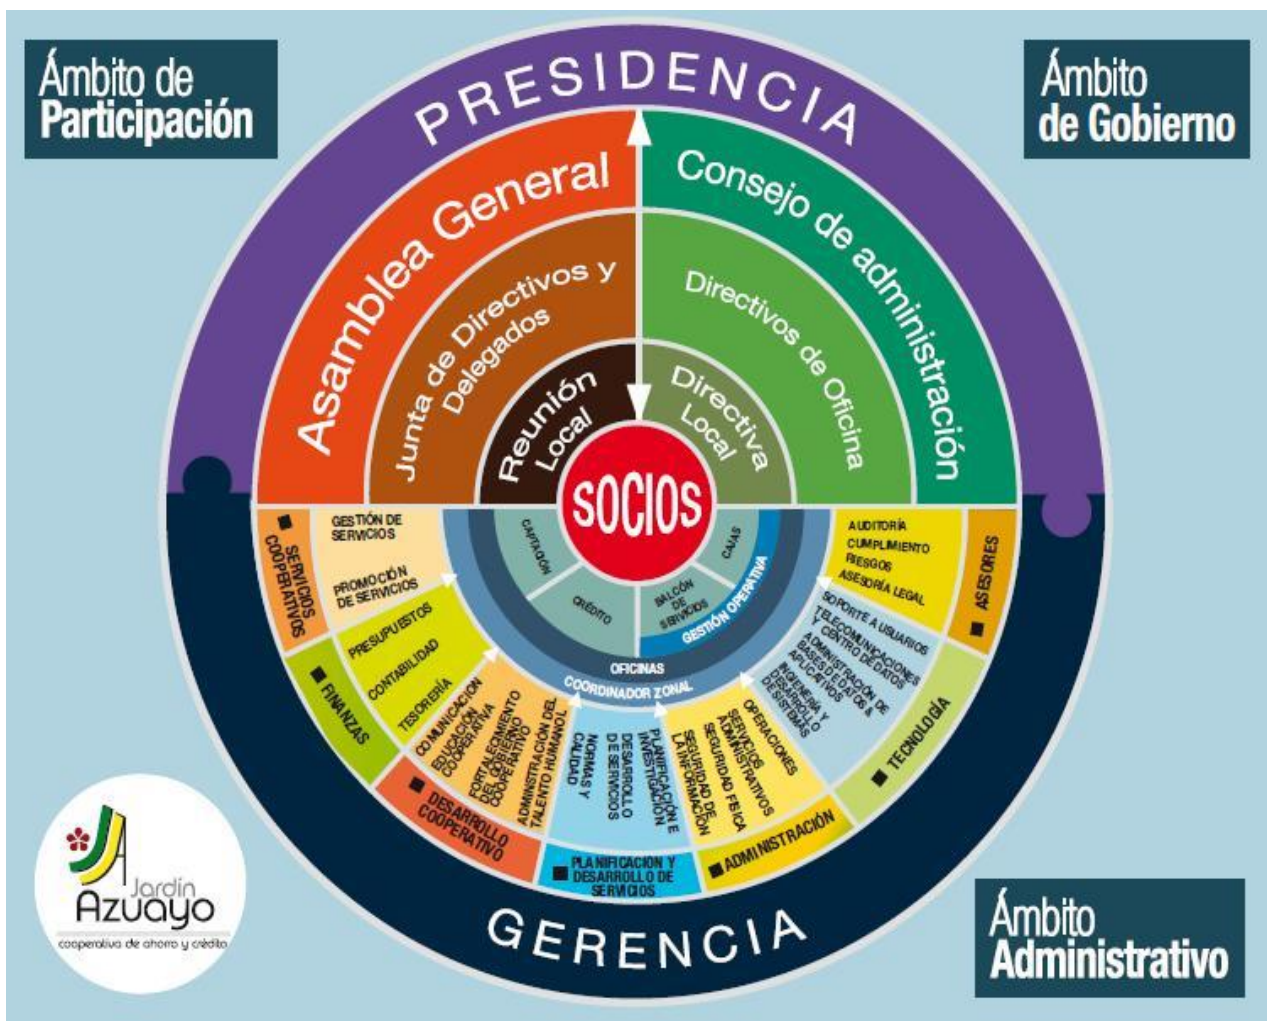 Ámbito de
Participación
Ámbito
de Gobierno
PRESIDENCIA
Asamblea General
Consejo de administración
Junta de Directivos y
Delegados
Directivos de Oficina
Reunión
Local
Directiva
Local
SOCIOS
CAPTACIÓN
CRÉDITO
BALCÓN
DE
SERVICIOS
CAJAS
GESTIÓN OPERATIVA
OFICINAS
COORDINADOR ZONAL
SERVICIOS
COOPERATIVOS
GESTIÓN DE
SERVICIOS
PROMOCIÓN
DE SERVICIOS
FINANZAS
PRESUPUESTOS
CONTABILIDAD
TESORERÍA
DESARROLLO
COOPERATIVO
COMUNICACION
EDUCACIÓN
COOPERATIVA
FORTALECIMIENTO
DEL GOBIERNO
COOPERATIVO
ADMINISTRACION DEL
TALENTO HUMANOL
PLANIFICACION Y
DESARROLLO DE
SERVICIOS
NORMAS Y
CALIDAD
DESARROLLO
DE SERVICIOS
PLANIFICACIÓN E
INVESTIGACIÓN
ADMINISTRACIÓN
SEGURIDAD DE
LA INFORMACIÓN
SEGURIDAD FÍSICA
SERVICIOS
ADMINISTRATIVOS
OPERACIONES
TECNOLOGÍA
INGENIERÍA Y
DESARROLLO
DE SISTEMAS
ADMINISTRACIÓN DE
BASES DE DATOS &
APLICATIVOS
TELECOMUNICACIONES
Y CENTRO DE DATOS
SOPORTE A USUARIOS
ASESORES
AUDITORÍA
CUMPLIMIENTO
RIESGOS
ASESORÍA LEGAL
GERENCIA
JA
Jardín
Azuayo
cooperativa de ahorro y crédito
Ámbito
Administrativo